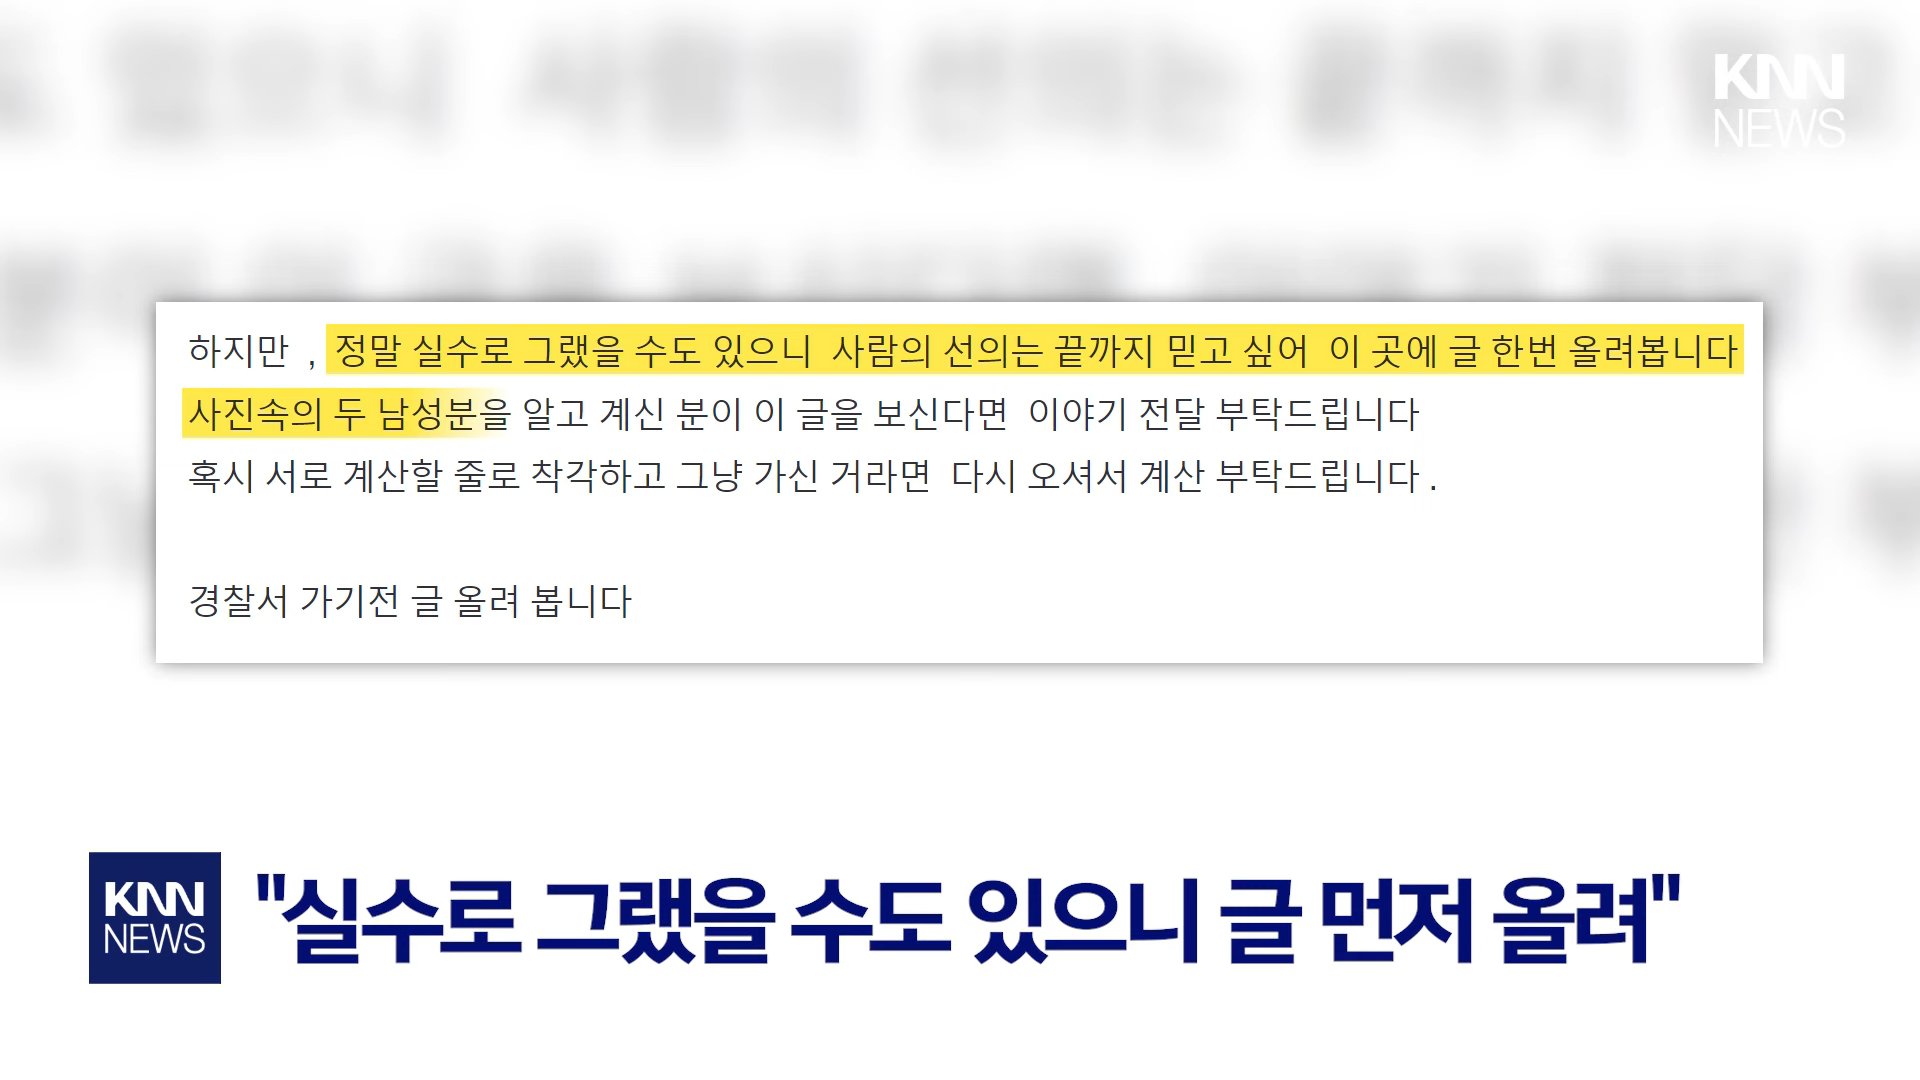 KNN
NEWS
하지만 , 정말 실수로 그랬을 수도 있으니 사람의 선의는 끝까지 믿고 싶어 이 곳에 글 한번 올려봅니다
사진속의 두 남성분을 알고 계신 분이 이 글을 보신다면 이야기 전달 부탁드립니다
혹시 서로 계산할 줄로 착각하고 그냥 가신 거라면 다시 오셔서 계산 부탁드립니다 .
경찰서 가기전 글 올려 봅니다
KNN
NEWS
"실수로 그랬을 수도 있으니 글 먼저 올려"